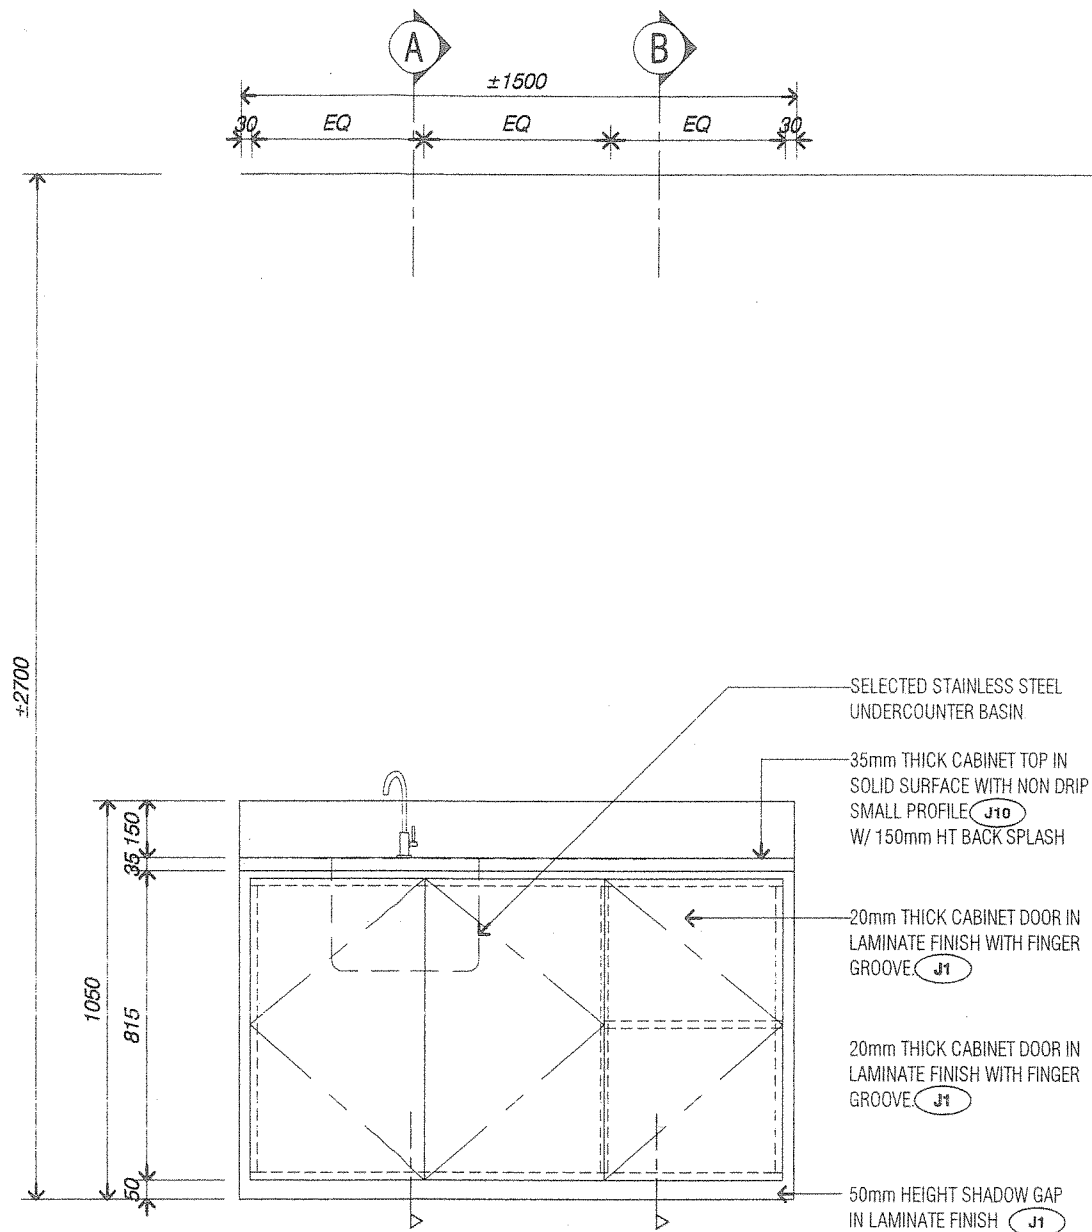 A
B
±1500
30
EQ
EQ
EQ
30
±2700
SELECTED STAINLESS STEEL
UNDERCOUNTER BASIN
35mm THICK CABINET TOP IN
SOLID SURFACE WITH NON DRIP
SMALL PROFILE J10
W/ 150mm HT BACK SPLASH
150
35
20mm THICK CABINET DOOR IN
LAMINATE FINISH WITH FINGER
GROOVE. J1
1050
815
20mm THICK CABINET DOOR IN
LAMINATE FINISH WITH FINGER
GROOVE. J1
50
50mm HEIGHT SHADOW GAP
IN LAMINATE FINISH J1